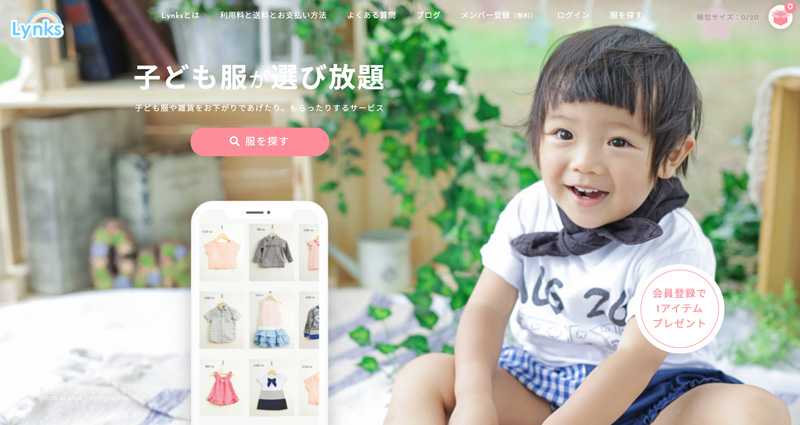 Lynks
Lynksとは
利用料と送料とお支払い方法
よくある質問
ブログ
メンバー登録（無料）
ログイン
服を探す
梱包サイズ：0/20
0
子ども服が選び放題
子ども服や雑貨をお下がりであげたり、もらったりするサービス
服を探す
会員登録で
1アイテム
プレゼント